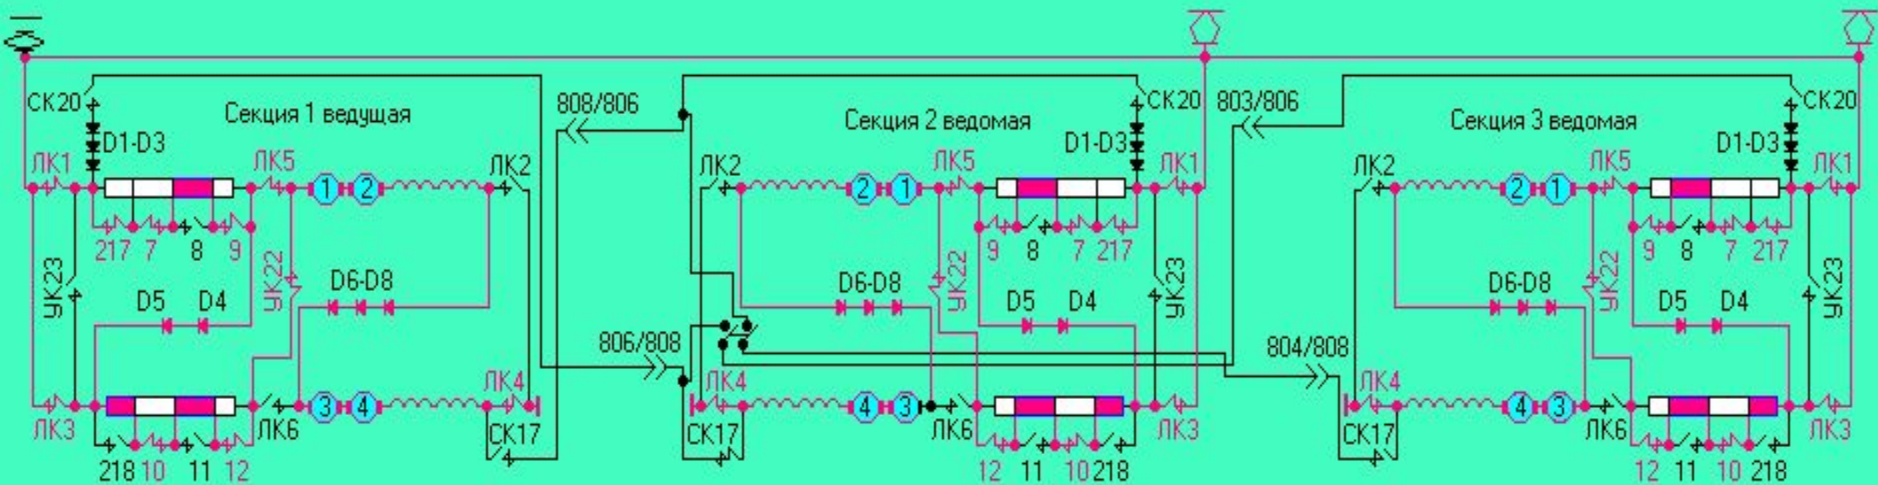 СК20 Секция 1 ведущая 808/806 Секция 2 ведомая СК20 803/806 Секция 3 ведомая СК20
D1-D3 D1-D3 D1-D3
ЛК1 ЛК5 ЛК2 ЛК2 ЛК5 ЛК1 ЛК2 ЛК5 ЛК1
1 2 2 1 2 1
217 7 8 9 9 8 7 217 9 8 7 217
УК23 УК22 УК22 УК23 УК22 УК23
D5 D4 D6-D8 D6-D8 D5 D4 D6-D8 D5 D4
806/808 804/808
ЛК4 ЛК4 ЛК4
3 4 4 3 4 3
ЛК3 ЛК6 СК17 СК17 ЛК6 ЛК3 СК17 ЛК6 ЛК3
218 10 11 12 12 11 10 218 12 11 10 218